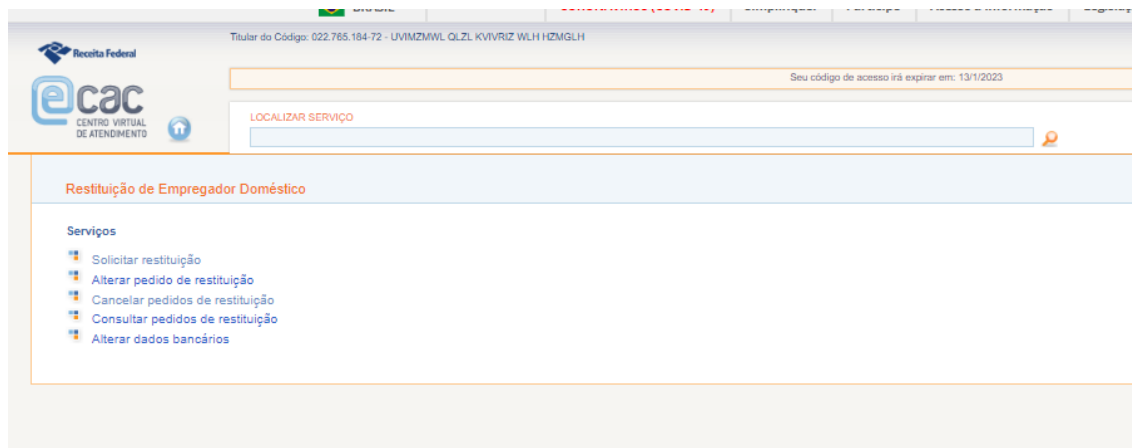 BRASIL
Receita Federal
Titular do Código: 022.765.184-72 - UVIMZMWL QLZL KVIVRIZ WLH HZMGLH
Seu código de acesso irá expirar em: 13/1/2023
ecac
CENTRO VIRTUAL
DE ATENDIMENTO
LOCALIZAR SERVIÇO
Restituição de Empregador Doméstico
Serviços
Solicitar restituição
Alterar pedido de restituição
Cancelar pedidos de restituição
Consultar pedidos de restituição
Alterar dados bancários